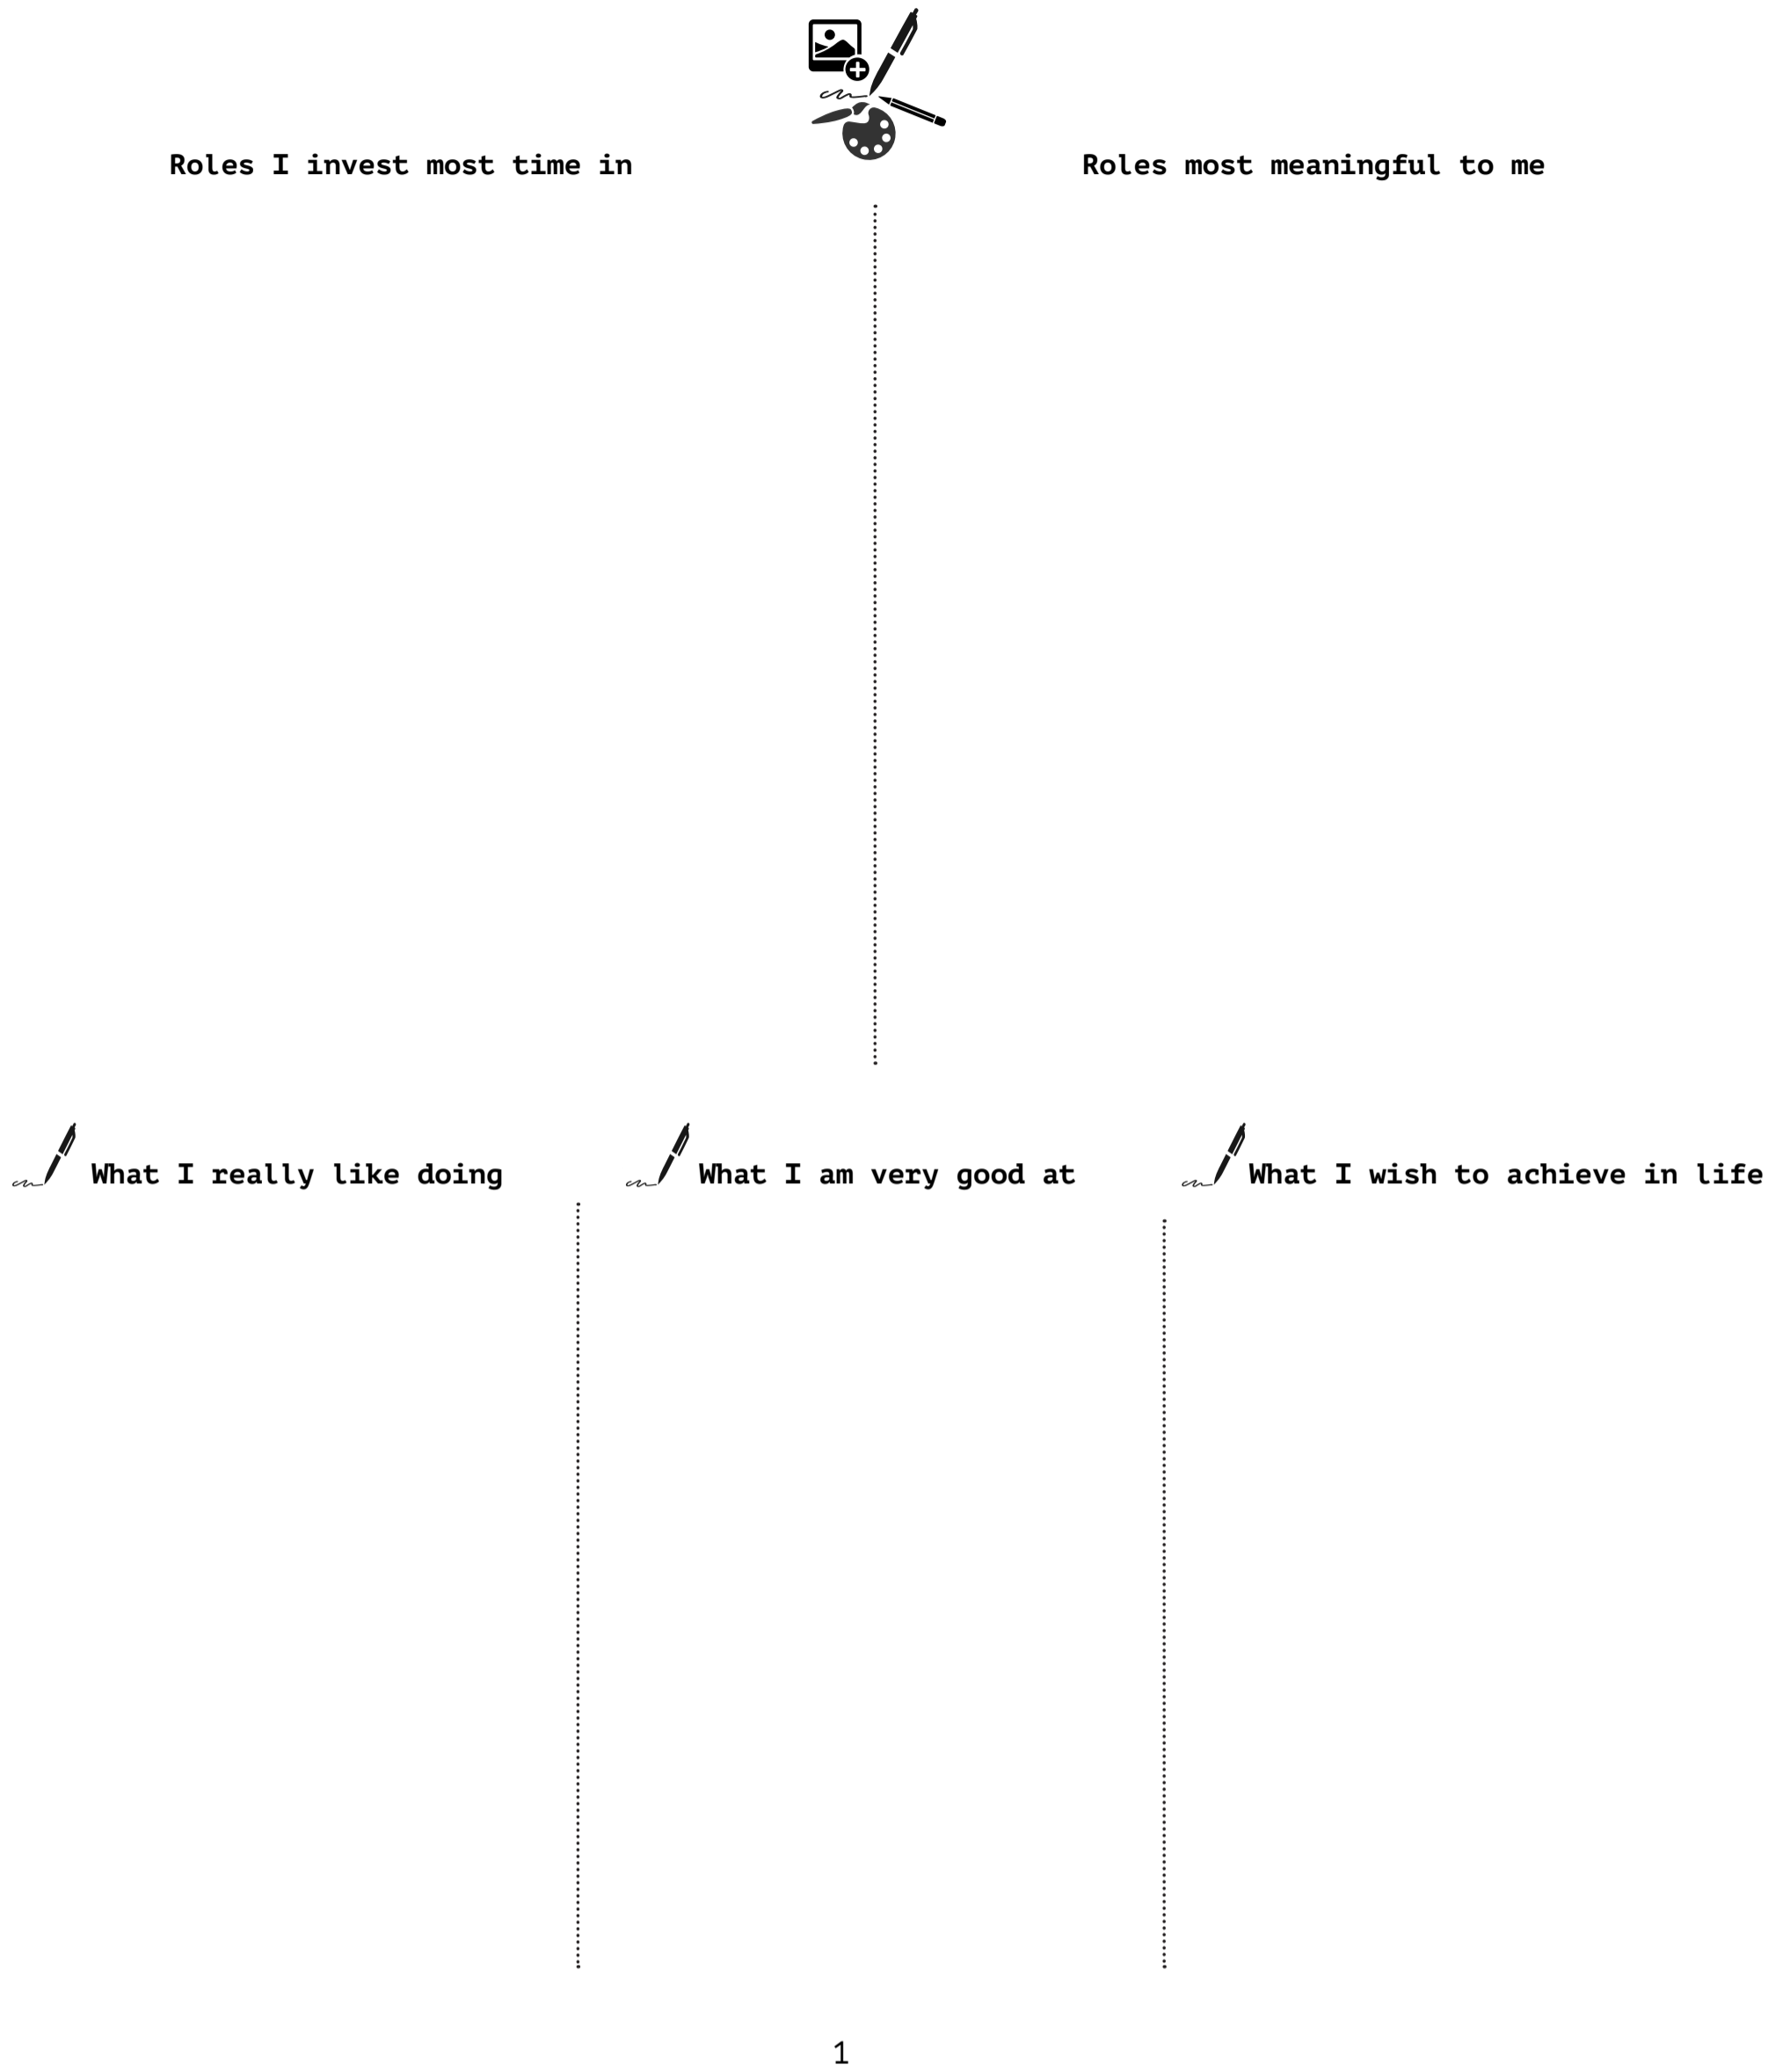 Roles I invest most time in
Roles most meaningful to me
What I really like doing
What I am very good at
What I wish to achieve in life
1